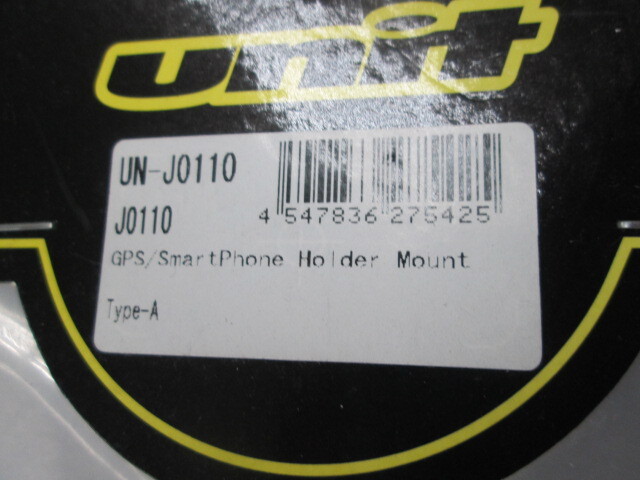 unit
UN-J0110
J0110
4 547836 275425
GPS/SmartPhone Holder Mount
Type-A